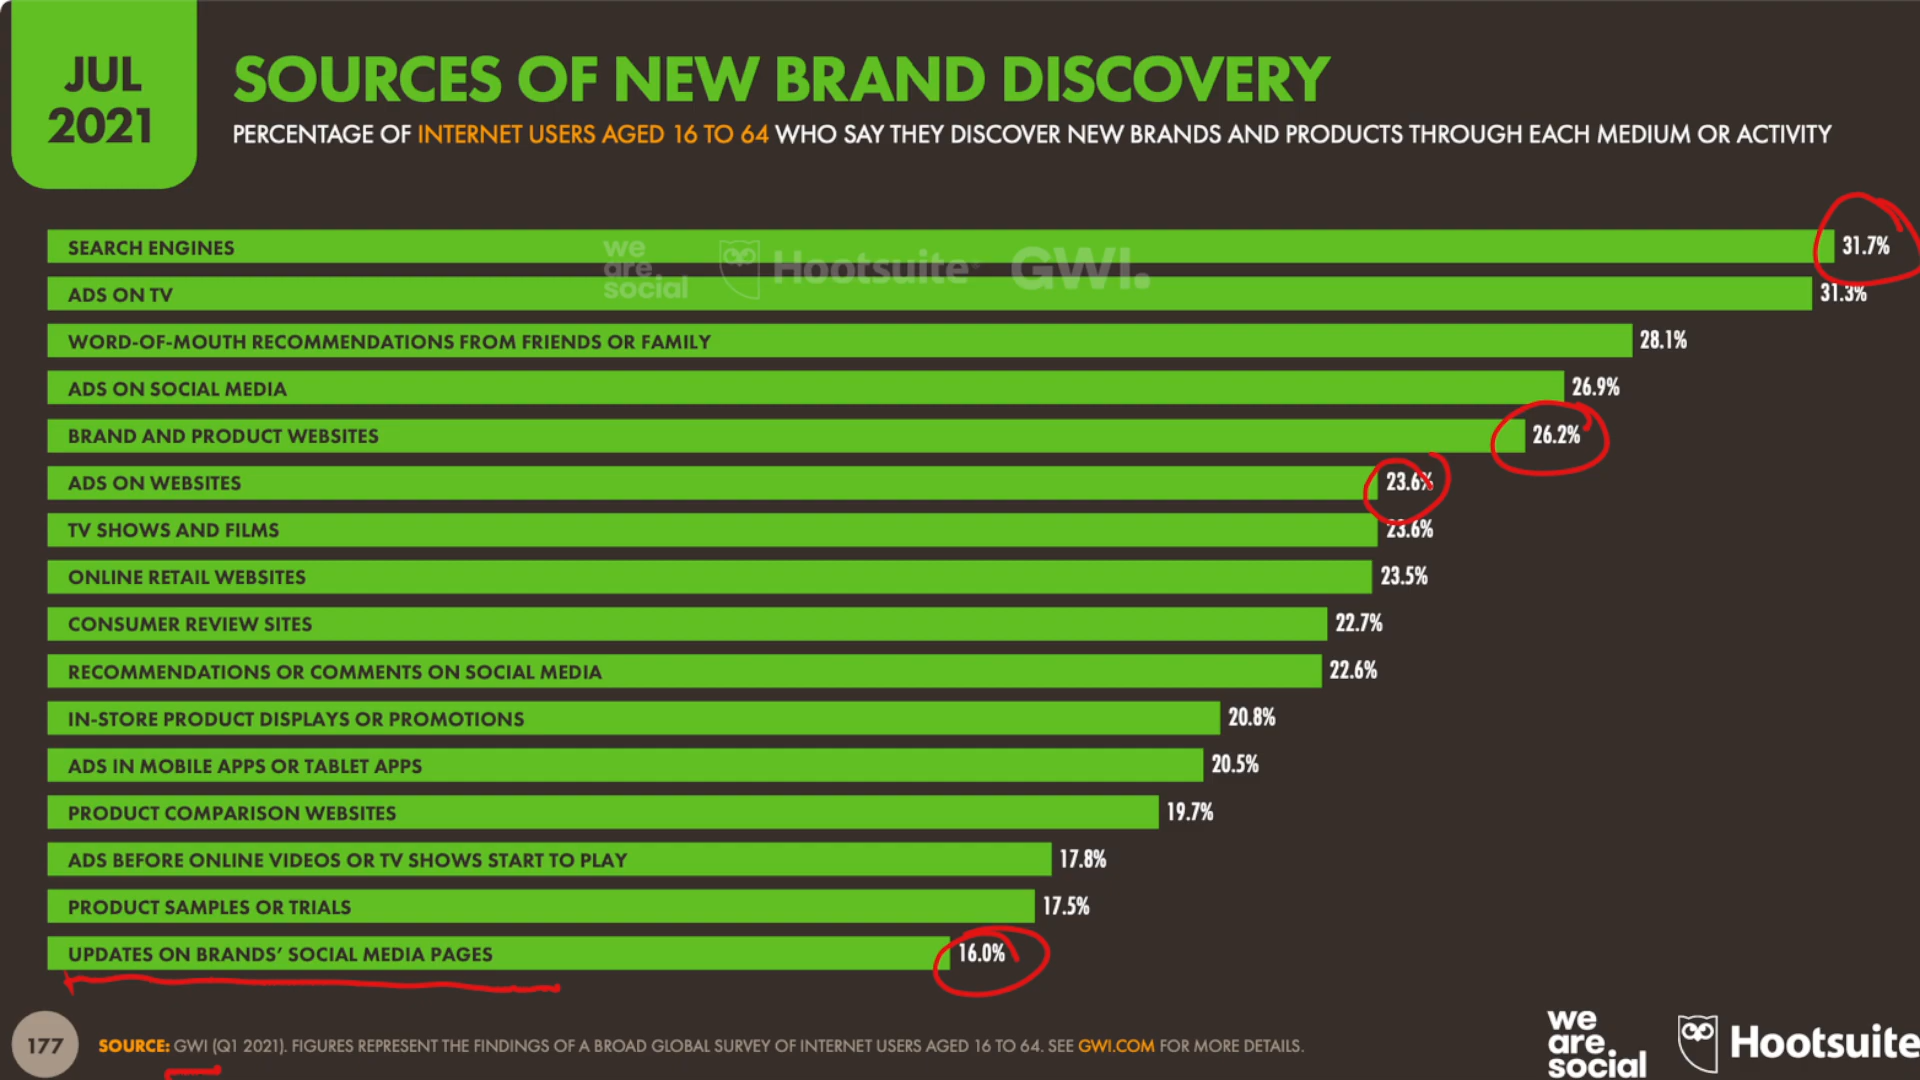 JUL
2021
SOURCES OF NEW BRAND DISCOVERY
PERCENTAGE OF INTERNET USERS AGED 16 TO 64 WHO SAY THEY DISCOVER NEW BRANDS AND PRODUCTS THROUGH EACH MEDIUM OR ACTIVITY
SEARCH ENGINES 31.7%
we
are
social
Hootsuite
GWI.
ADS ON TV 31.3%
WORD-OF-MOUTH RECOMMENDATIONS FROM FRIENDS OR FAMILY 28.1%
ADS ON SOCIAL MEDIA 26.9%
BRAND AND PRODUCT WEBSITES 26.2%
ADS ON WEBSITES 23.6%
TV SHOWS AND FILMS 23.6%
ONLINE RETAIL WEBSITES 23.5%
CONSUMER REVIEW SITES 22.7%
RECOMMENDATIONS OR COMMENTS ON SOCIAL MEDIA 22.6%
IN-STORE PRODUCT DISPLAYS OR PROMOTIONS 20.8%
ADS IN MOBILE APPS OR TABLET APPS 20.5%
PRODUCT COMPARISON WEBSITES 19.7%
ADS BEFORE ONLINE VIDEOS OR TV SHOWS START TO PLAY 17.8%
PRODUCT SAMPLES OR TRIALS 17.5%
UPDATES ON BRANDS' SOCIAL MEDIA PAGES 16.0%
177
SOURCE: GWI (Q1 2021). FIGURES REPRESENT THE FINDINGS OF A BROAD GLOBAL SURVEY OF INTERNET USERS AGED 16 TO 64. SEE GWI.COM FOR MORE DETAILS.
we
are
social
Hootsuite